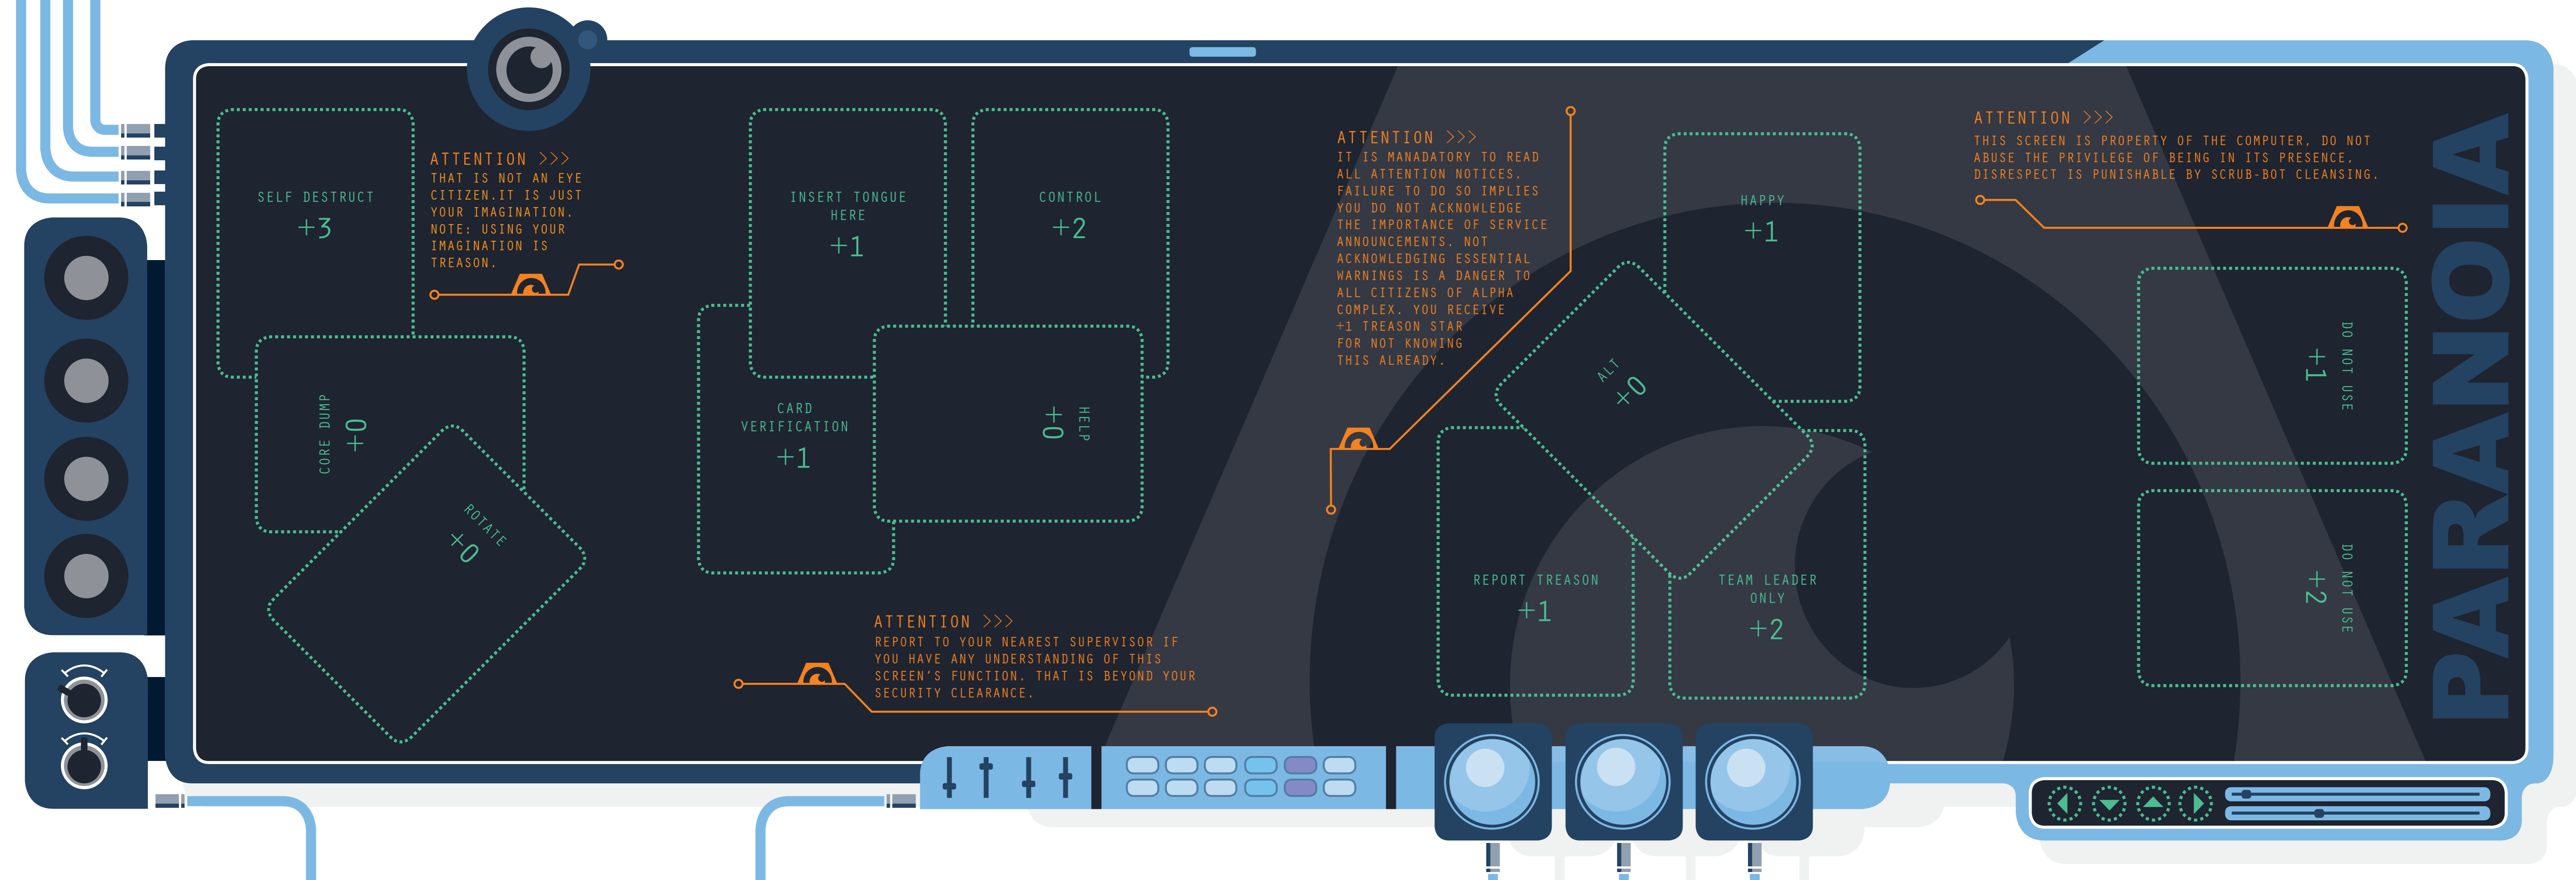 SELF DESTRUCT
+3
ATTENTION >>>
THAT IS NOT AN EYE
CITIZEN.IT IS JUST
YOUR IMAGINATION.
NOTE: USING YOUR
IMAGINATION IS
TREASON.
CORE DUMP
+0
ROTATE
+0
INSERT TONGUE
HERE
+1
CONTROL
+2
CARD
VERIFICATION
+1
HELP
+0
ATTENTION >>>
REPORT TO YOUR NEAREST SUPERVISOR IF
YOU HAVE ANY UNDERSTANDING OF THIS
SCREEN'S FUNCTION. THAT IS BEYOND YOUR
SECURITY CLEARANCE.
ATTENTION >>>
IT IS MANADATORY TO READ
ALL ATTENTION NOTICES.
FAILURE TO DO SO IMPLIES
YOU DO NOT ACKNOWLEDGE
THE IMPORTANCE OF SERVICE
ANNOUNCEMENTS. NOT
ACKNOWLEDGING ESSENTIAL
WARNINGS IS A DANGER TO
ALL CITIZENS OF ALPHA
COMPLEX. YOU RECEIVE
+1 TREASON STAR
FOR NOT KNOWING
THIS ALREADY.
HAPPY
+1
ALT
+0
REPORT TREASON
+1
TEAM LEADER
ONLY
+2
ATTENTION >>>
THIS SCREEN IS PROPERTY OF THE COMPUTER, DO NOT
ABUSE THE PRIVILEGE OF BEING IN ITS PRESENCE,
DISRESPECT IS PUNISHABLE BY SCRUB-BOT CLEANSING.
DO NOT USE
+1
DO NOT USE
+2
PARANOIA